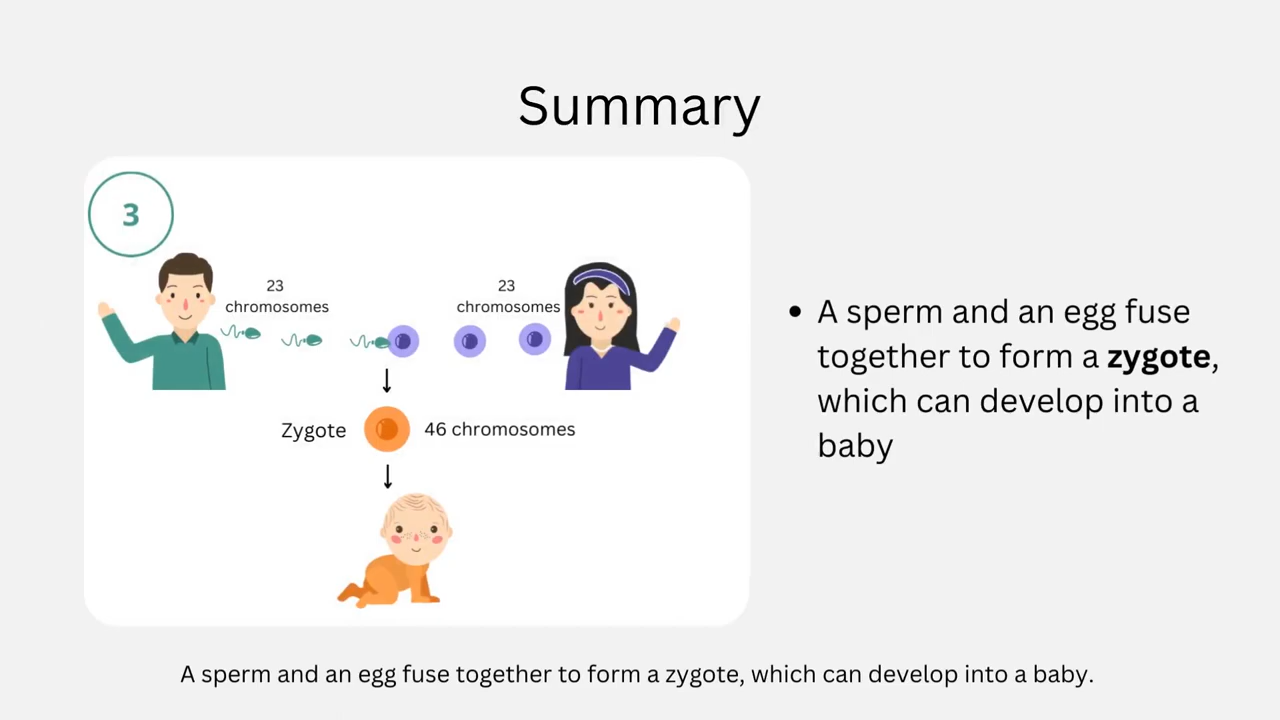 Summary
3
23
chromosomes
23
chromosomes
Zygote
46 chromosomes
• A sperm and an egg fuse
together to form a zygote,
which can develop into a
baby
A sperm and an egg fuse together to form a zygote, which can develop into a baby.